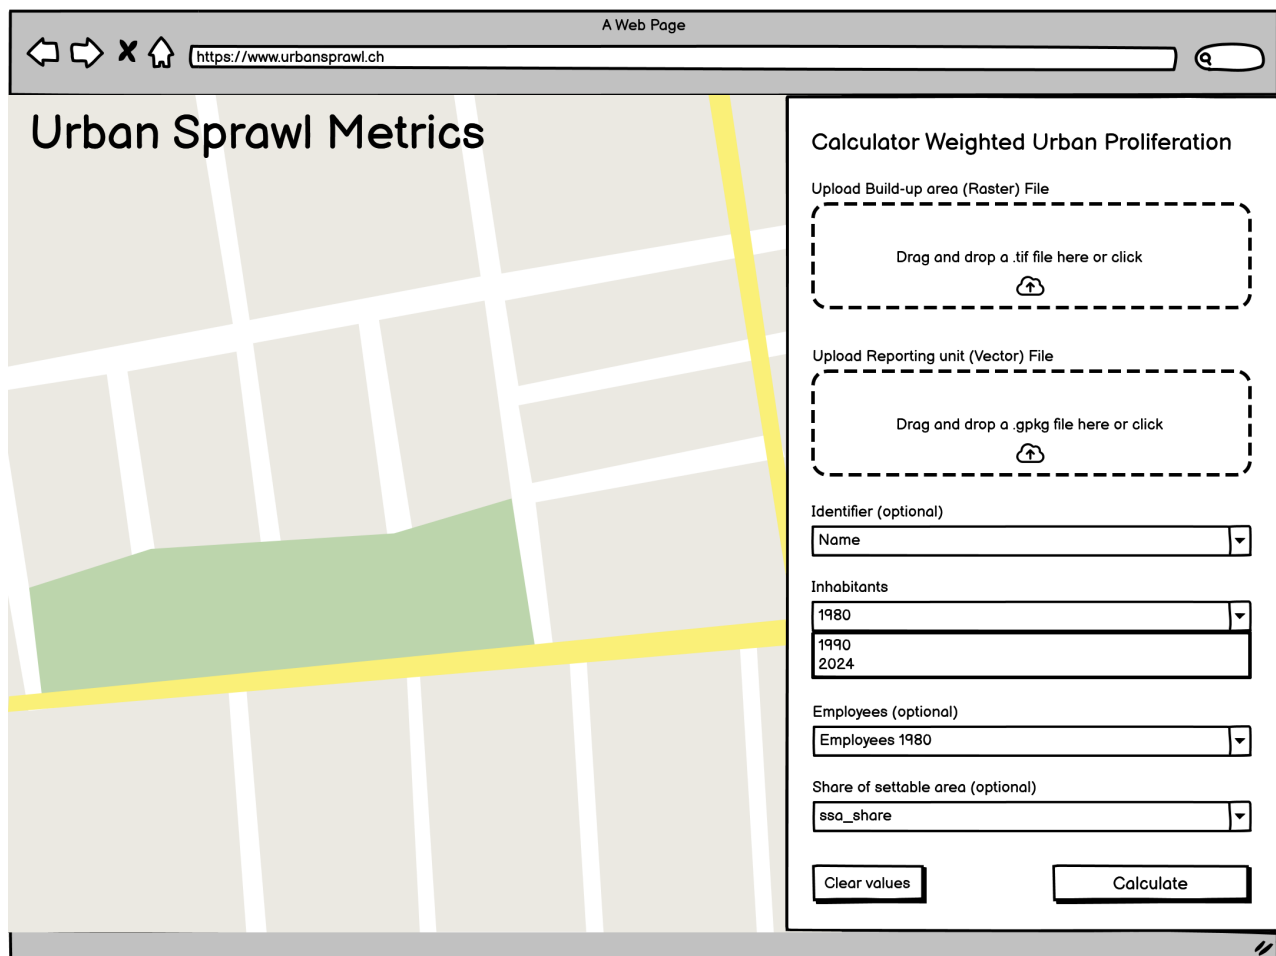 A Web Page
https://www.urbansprawl.ch
Urban Sprawl Metrics
Calculator Weighted Urban Proliferation
Upload Build-up area (Raster) File
Drag and drop a .tif file here or click
Upload Reporting unit (Vector) File
Drag and drop a .gpkg file here or click
Identifier (optional)
Name
Inhabitants
1980
1990
2024
Employees (optional)
Employees 1980
Share of settable area (optional)
ssa_share
Clear values
Calculate